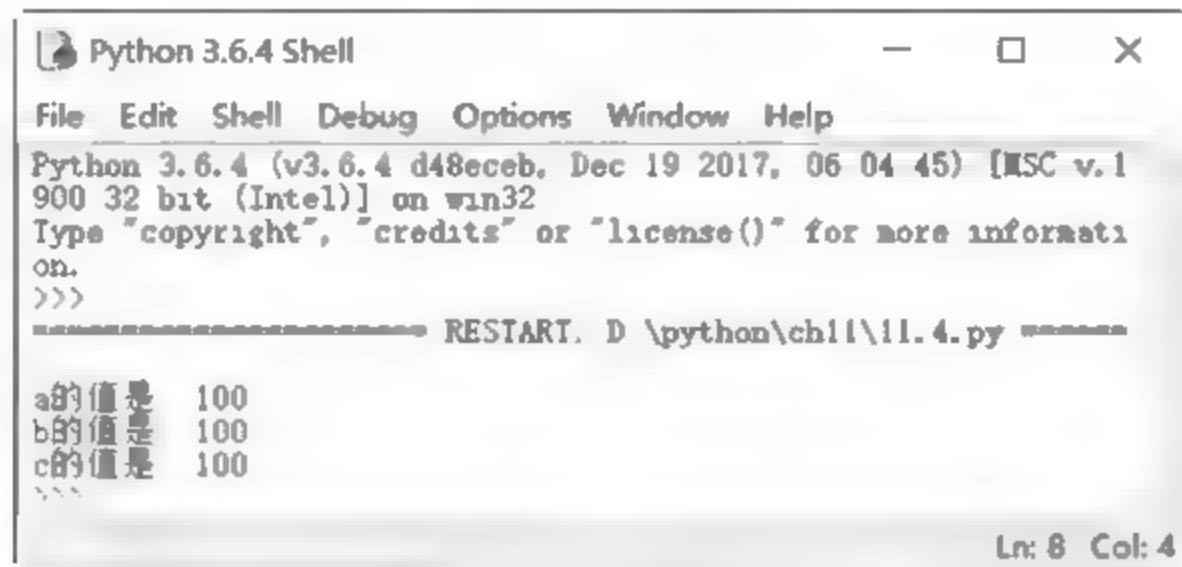 Python 3.6.4 Shell
File Edit Shell Debug Options Window Help
Python 3.6.4 (v3.6.4 d48eceb, Dec 19 2017, 06 04 45) [MSC v.1
900 32 bit (Intel)] on win32
Type "copyright", "credits" or "license()" for more informati
on.
>>>
======================= RESTART. D \python\ch11\11.4.py ======
a的值是 100
b的值是 100
c的值是 100
>>>
Ln: 8 Col: 4